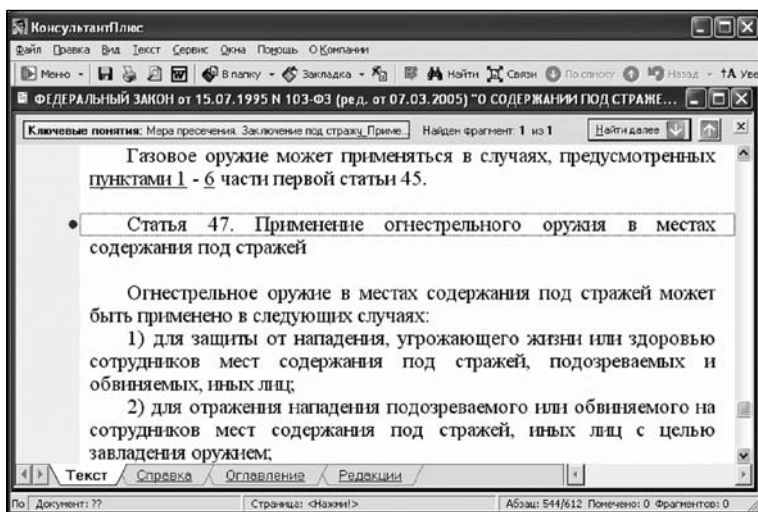 КонсультантПлюс
Файл Правка Вид Текст Сервис Окна Помощь О Компании
Меню В папку Закладка Найти Связи По списку Назад А Уве
ФЕДЕРАЛЬНЫЙ ЗАКОН от 15.07.1995 N 103-ФЗ (ред. от 07.03.2005) "О СОДЕРЖАНИИ ПОД СТРАЖЕ...
Ключевые понятия: Мера пресечения. Заключение под стражу_Приме... Найден фрагмент: 1 из 1 Найти далее
Газовое оружие может применяться в случаях, предусмотренных
пунктами 1 - 6 части первой статьи 45.
Статья 47. Применение огнестрельного оружия в местах
содержания под стражей
Огнестрельное оружие в местах содержания под стражей может
быть применено в следующих случаях:
1) для защиты от нападения, угрожающего жизни или здоровью
сотрудников мест содержания под стражей, подозреваемых и
обвиняемых, иных лиц;
2) для отражения нападения подозреваемого или обвиняемого на
сотрудников мест содержания под стражей, иных лиц с целью
завладения оружием;
Текст Справка Оглавление Редакции
По Документ: ?? Страница: <Нажми!> Абзац: 544/612 Помечено: 0 Фрагментов: 0